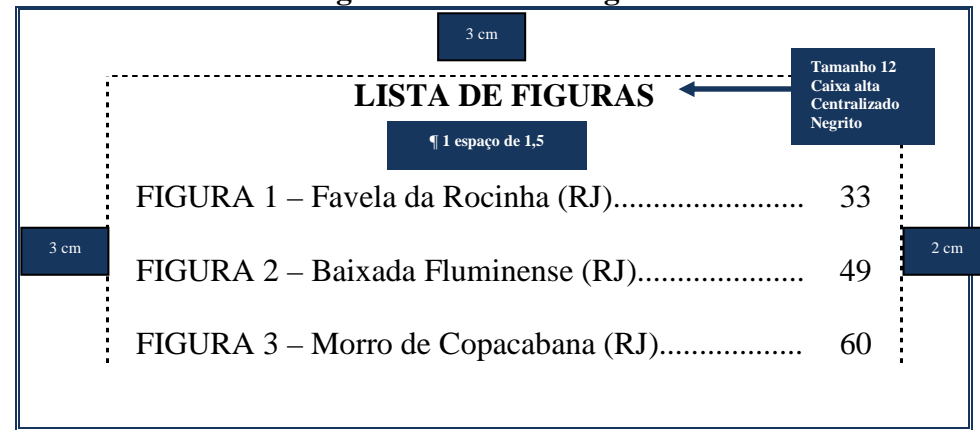 3 cm
Tamanho 12
Caixa alta
Centralizado
Negrito
LISTA DE FIGURAS
¶ 1 espaço de 1,5
FIGURA 1 – Favela da Rocinha (RJ)........................ 33
3 cm
2 cm
FIGURA 2 – Baixada Fluminense (RJ)..................... 49
FIGURA 3 – Morro de Copacabana (RJ).................. 60